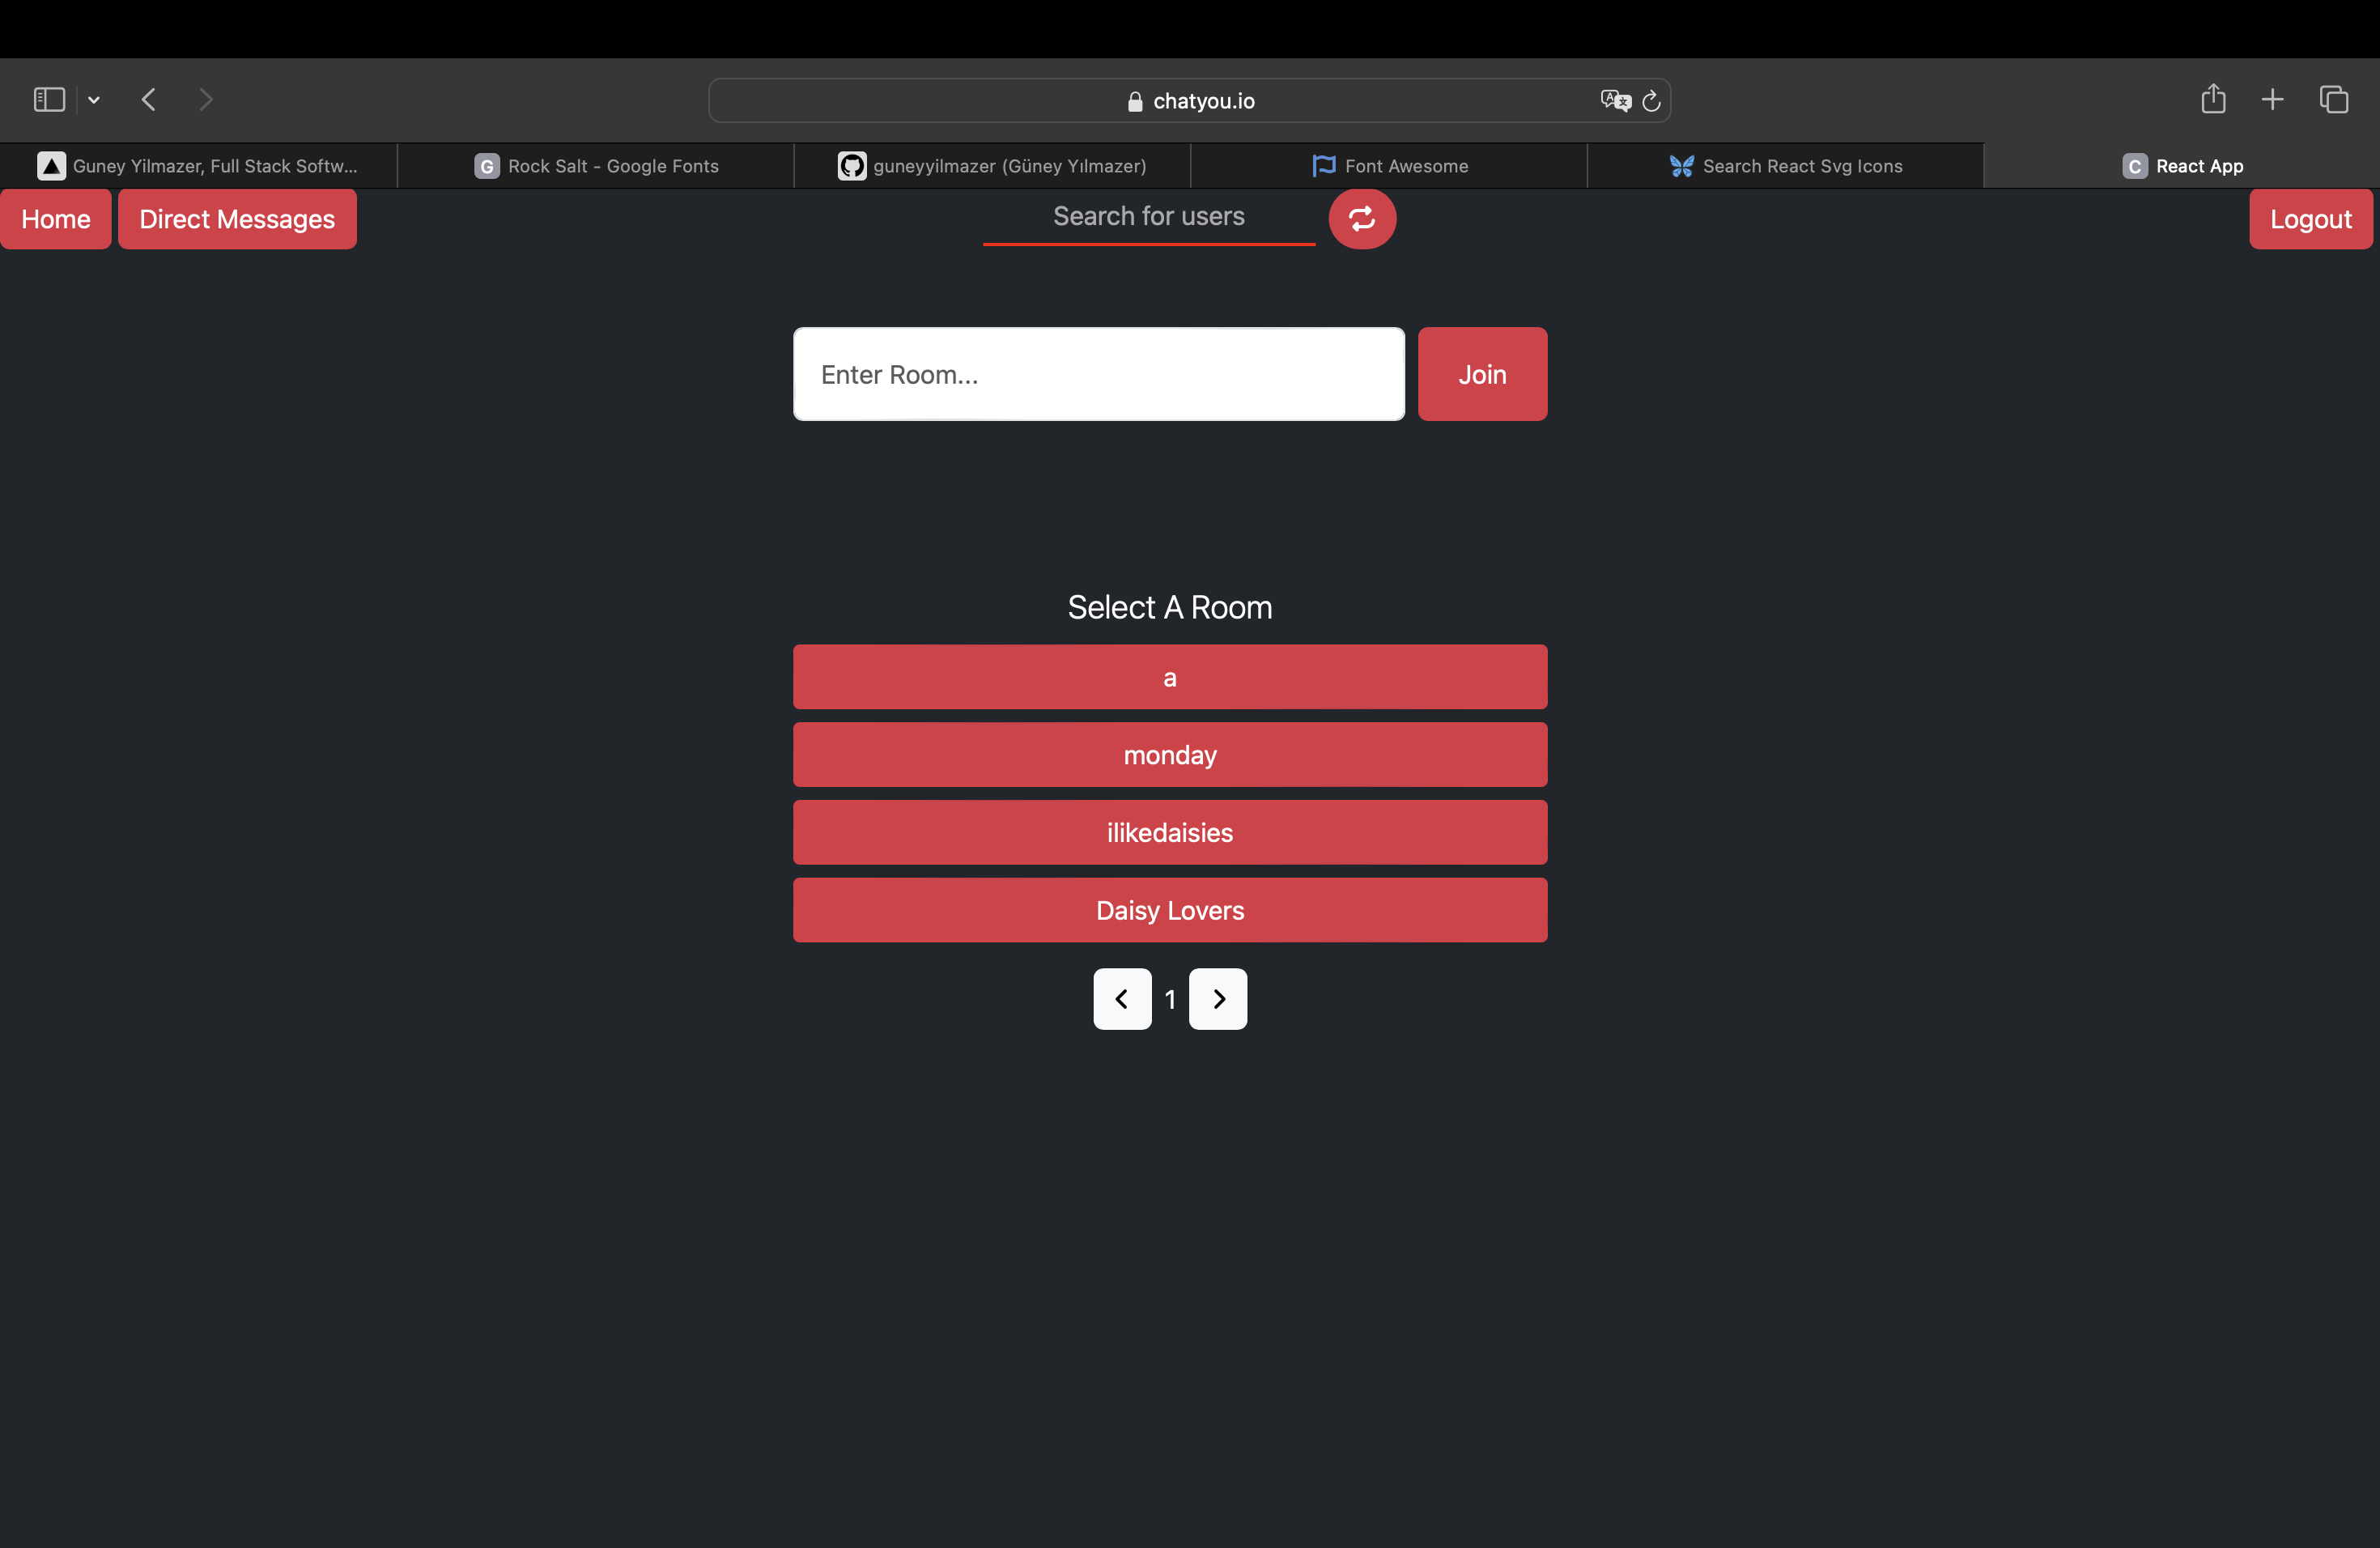 chatyou.io
Guney Yilmazer, Full Stack Softw...
G Rock Salt - Google Fonts
guneyyilmazer (Güney Yılmazer)
Font Awesome
Search React Svg Icons
C React App
Home
Direct Messages
Search for users
Logout
Enter Room...
Join
Select A Room
a
monday
ilikedaisies
Daisy Lovers
1